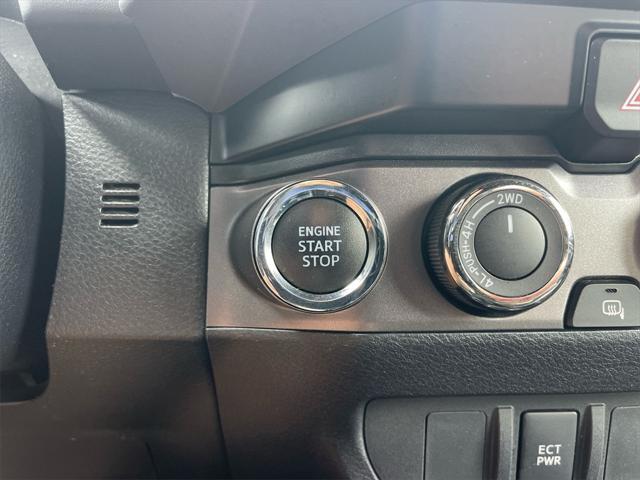 ENGINE
START
STOP
2WD
4L-PUSH-4H
ECT
PWR